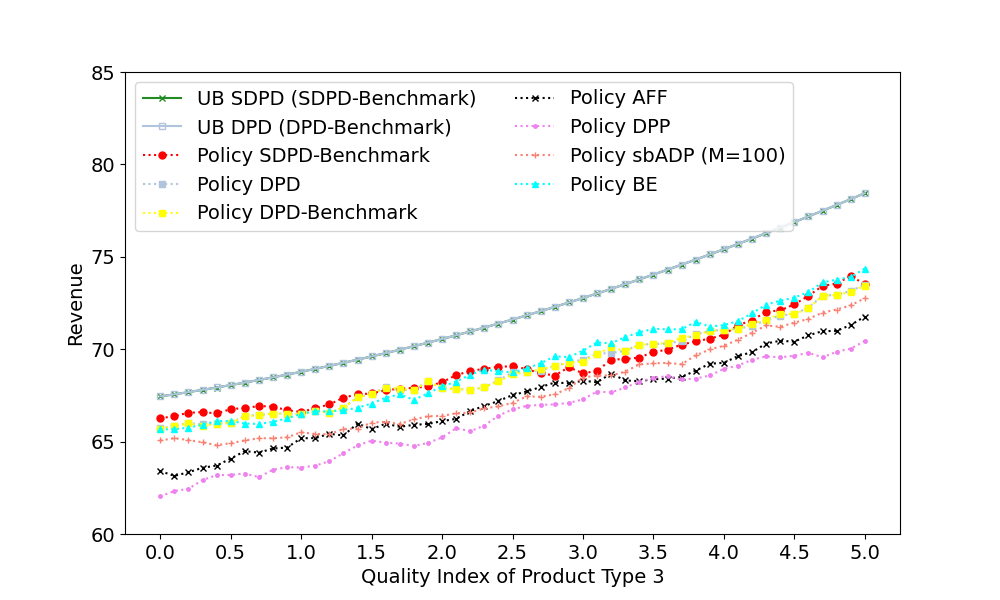 85
80
75
70
65
60
Revenue
UB SDPD (SDPD-Benchmark)
UB DPD (DPD-Benchmark)
Policy SDPD-Benchmark
Policy DPD
Policy DPD-Benchmark
Policy AFF
Policy DPP
Policy sbADP (M=100)
Policy BE
0.0 0.5 1.0 1.5 2.0 2.5 3.0 3.5 4.0 4.5 5.0
Quality Index of Product Type 3